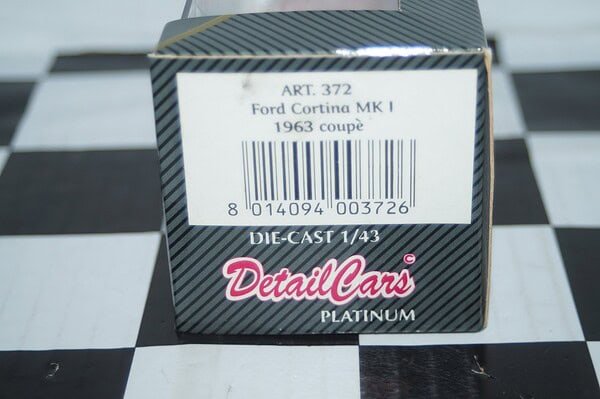 ART. 372
Ford Cortina MK I
1963 coupè
8 014094 003726
DIE-CAST 1/43
DetailCars ©
PLATINUM